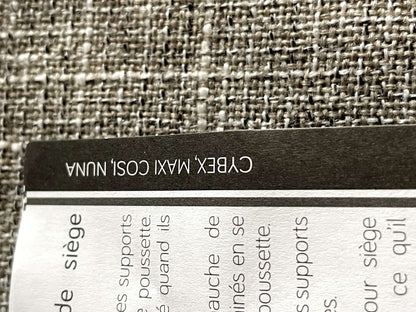 CYBEX, MAXI COSI, NUNA
de siège
es supports
e poussette.
é quand ils
auche de
inés en se
poussette.
s supports
es.
our siège
ce qu'il